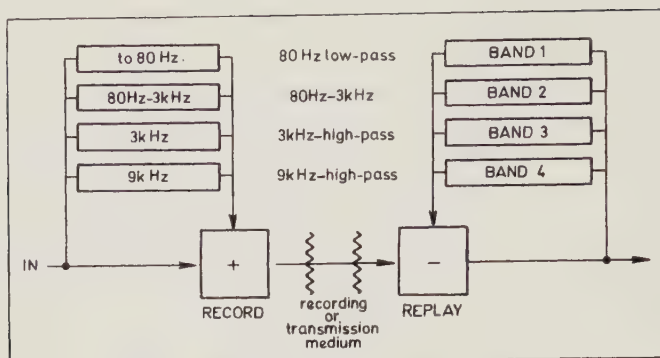 to 80 Hz.
80Hz-3kHz
3kHz
9kHz
80 Hz low-pass
80Hz-3kHz
3kHz-high-pass
9kHz-high-pass
BAND 1
BAND 2
BAND 3
BAND 4
IN
+
RECORD
recording
or
transmission
medium
−
REPLAY